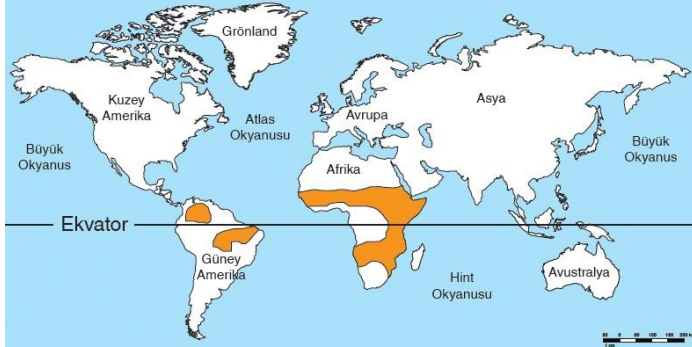 Grönland
Kuzey
Amerika
Atlas
Okyanusu
Avrupa
Asya
Büyük
Okyanus
Büyük
Okyanus
Afrika
Ekvator
Güney
Amerika
Hint
Okyanusu
Avustralya